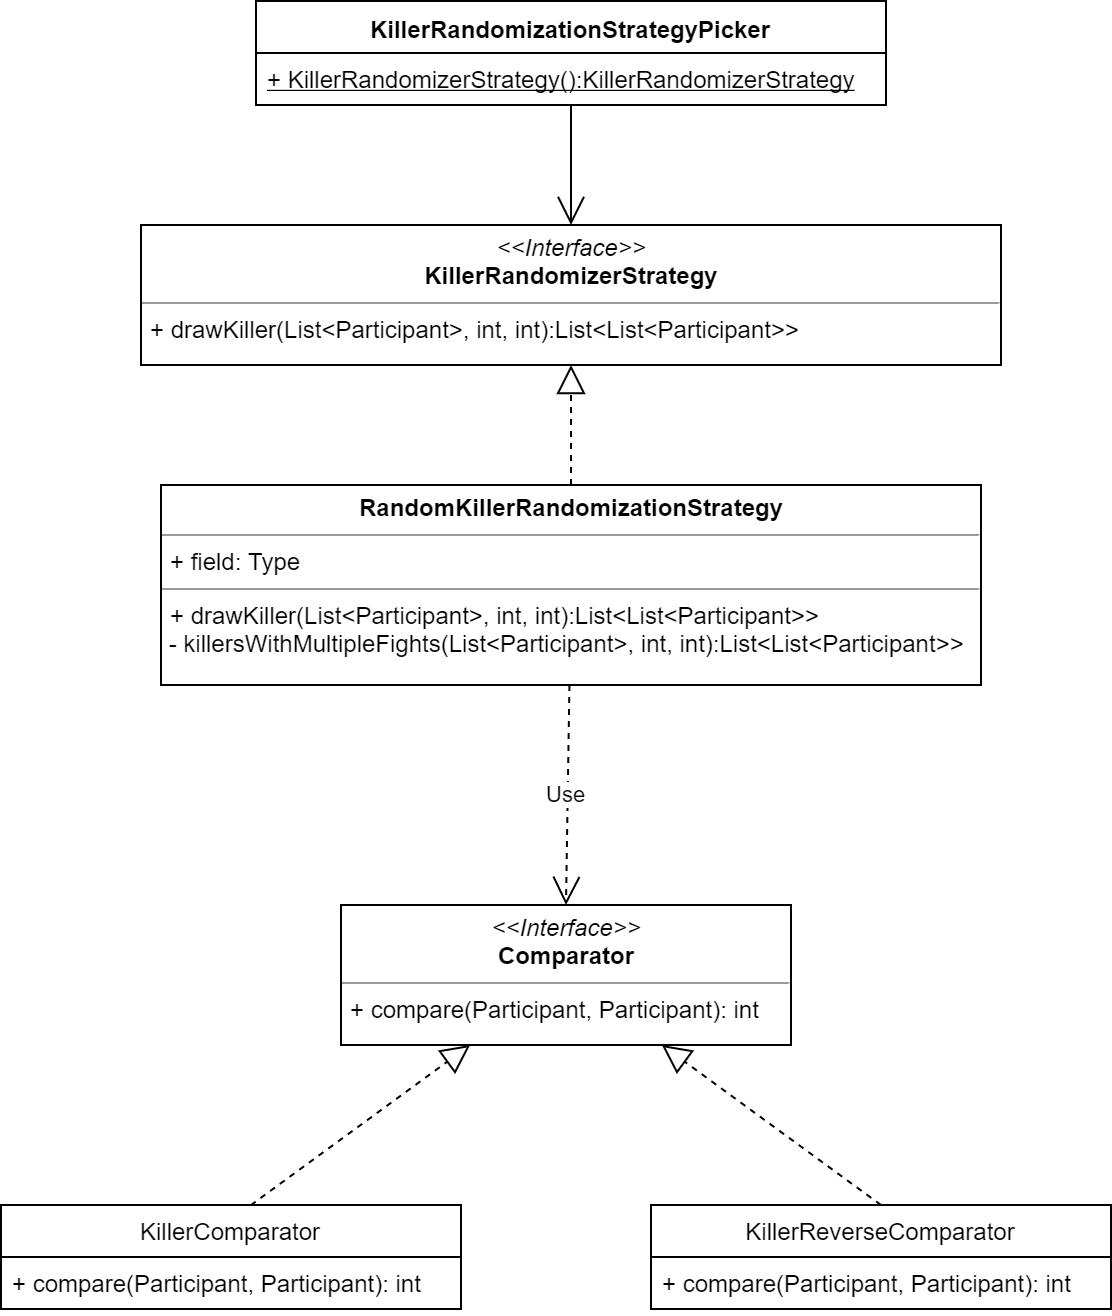 KillerRandomizationStrategyPicker
+ KillerRandomizerStrategy():KillerRandomizerStrategy
<<Interface>>
KillerRandomizerStrategy
+ drawKiller(List<Participant>, int, int):List<List<Participant>>
RandomKillerRandomizationStrategy
+ field: Type
+ drawKiller(List<Participant>, int, int):List<List<Participant>>
- killersWithMultipleFights(List<Participant>, int, int):List<List<Participant>>
Use
<<Interface>>
Comparator
+ compare(Participant, Participant): int
KillerComparator
+ compare(Participant, Participant): int
KillerReverseComparator
+ compare(Participant, Participant): int